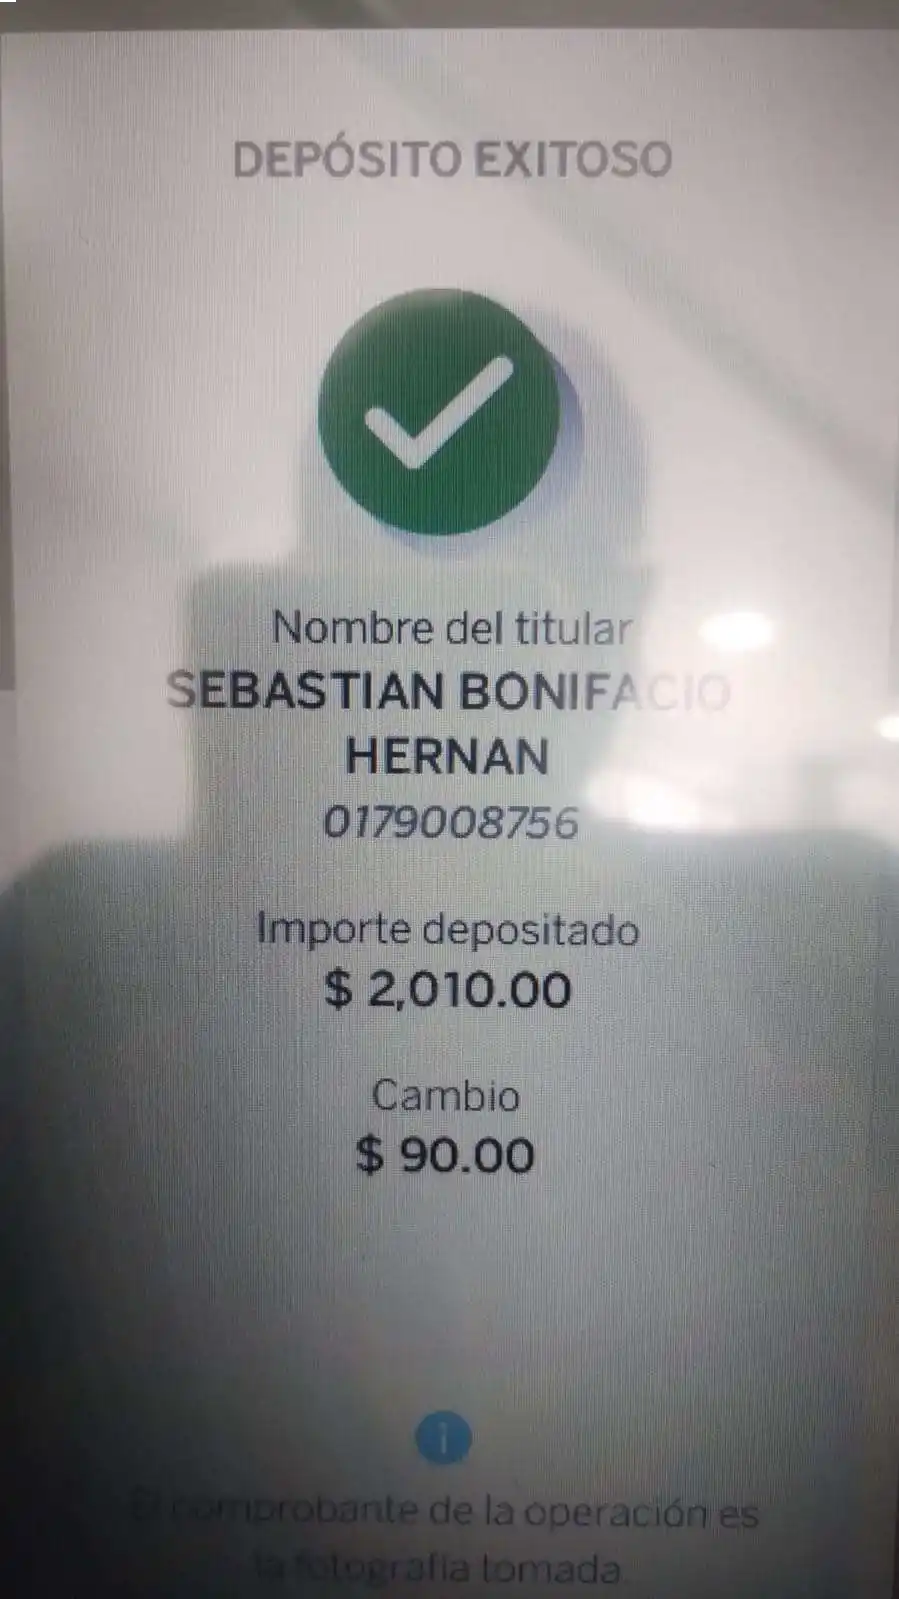 DEPÓSITO EXITOSO
Nombre del titular
SEBASTIAN BONIFACIO
HERNAN
0179008756
Importe depositado
$ 2,010.00
Cambio
$ 90.00
i
El comprobante de la operación es
la fotografía tomada.